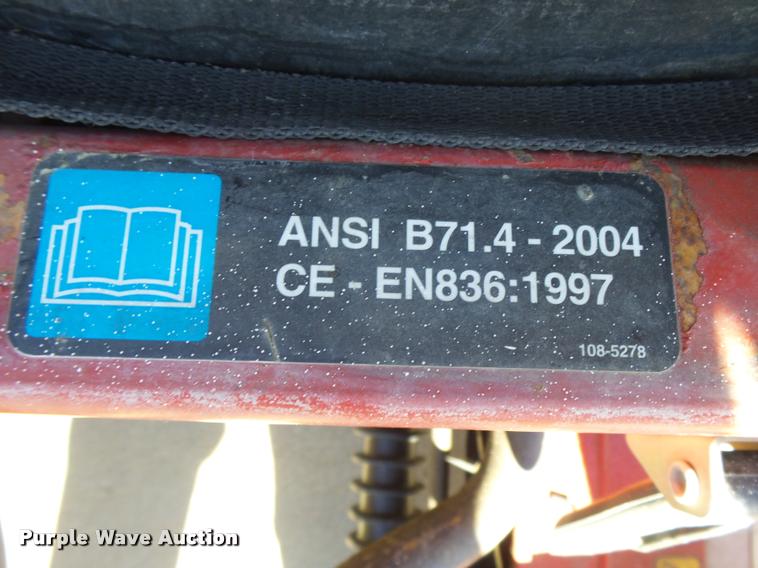 ANSI B71.4 - 2004
CE - EN836:1997
108-5278
Purple Wave Auction